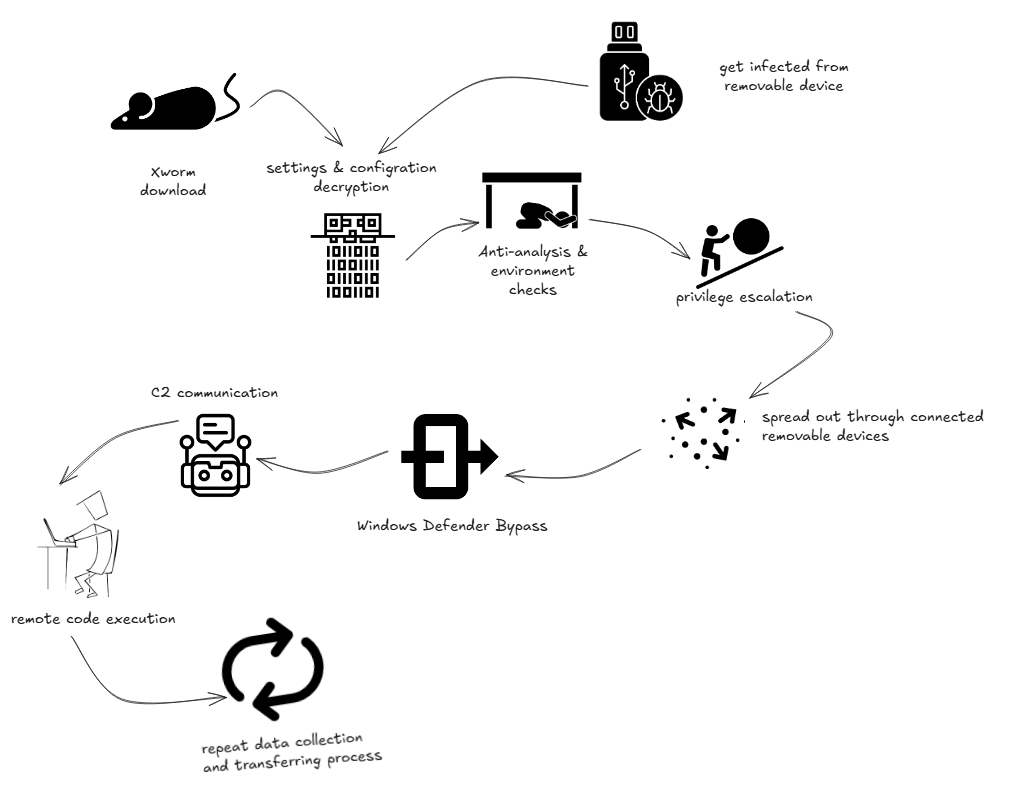 get infected from
removable device
Xworm
download
settings & configration
decryption
Anti-analysis &
environment
checks
privilege escalation
spread out through connected
removable devices
Windows Defender Bypass
C2 communication
remote code execution
repeat data collection
and transferring process